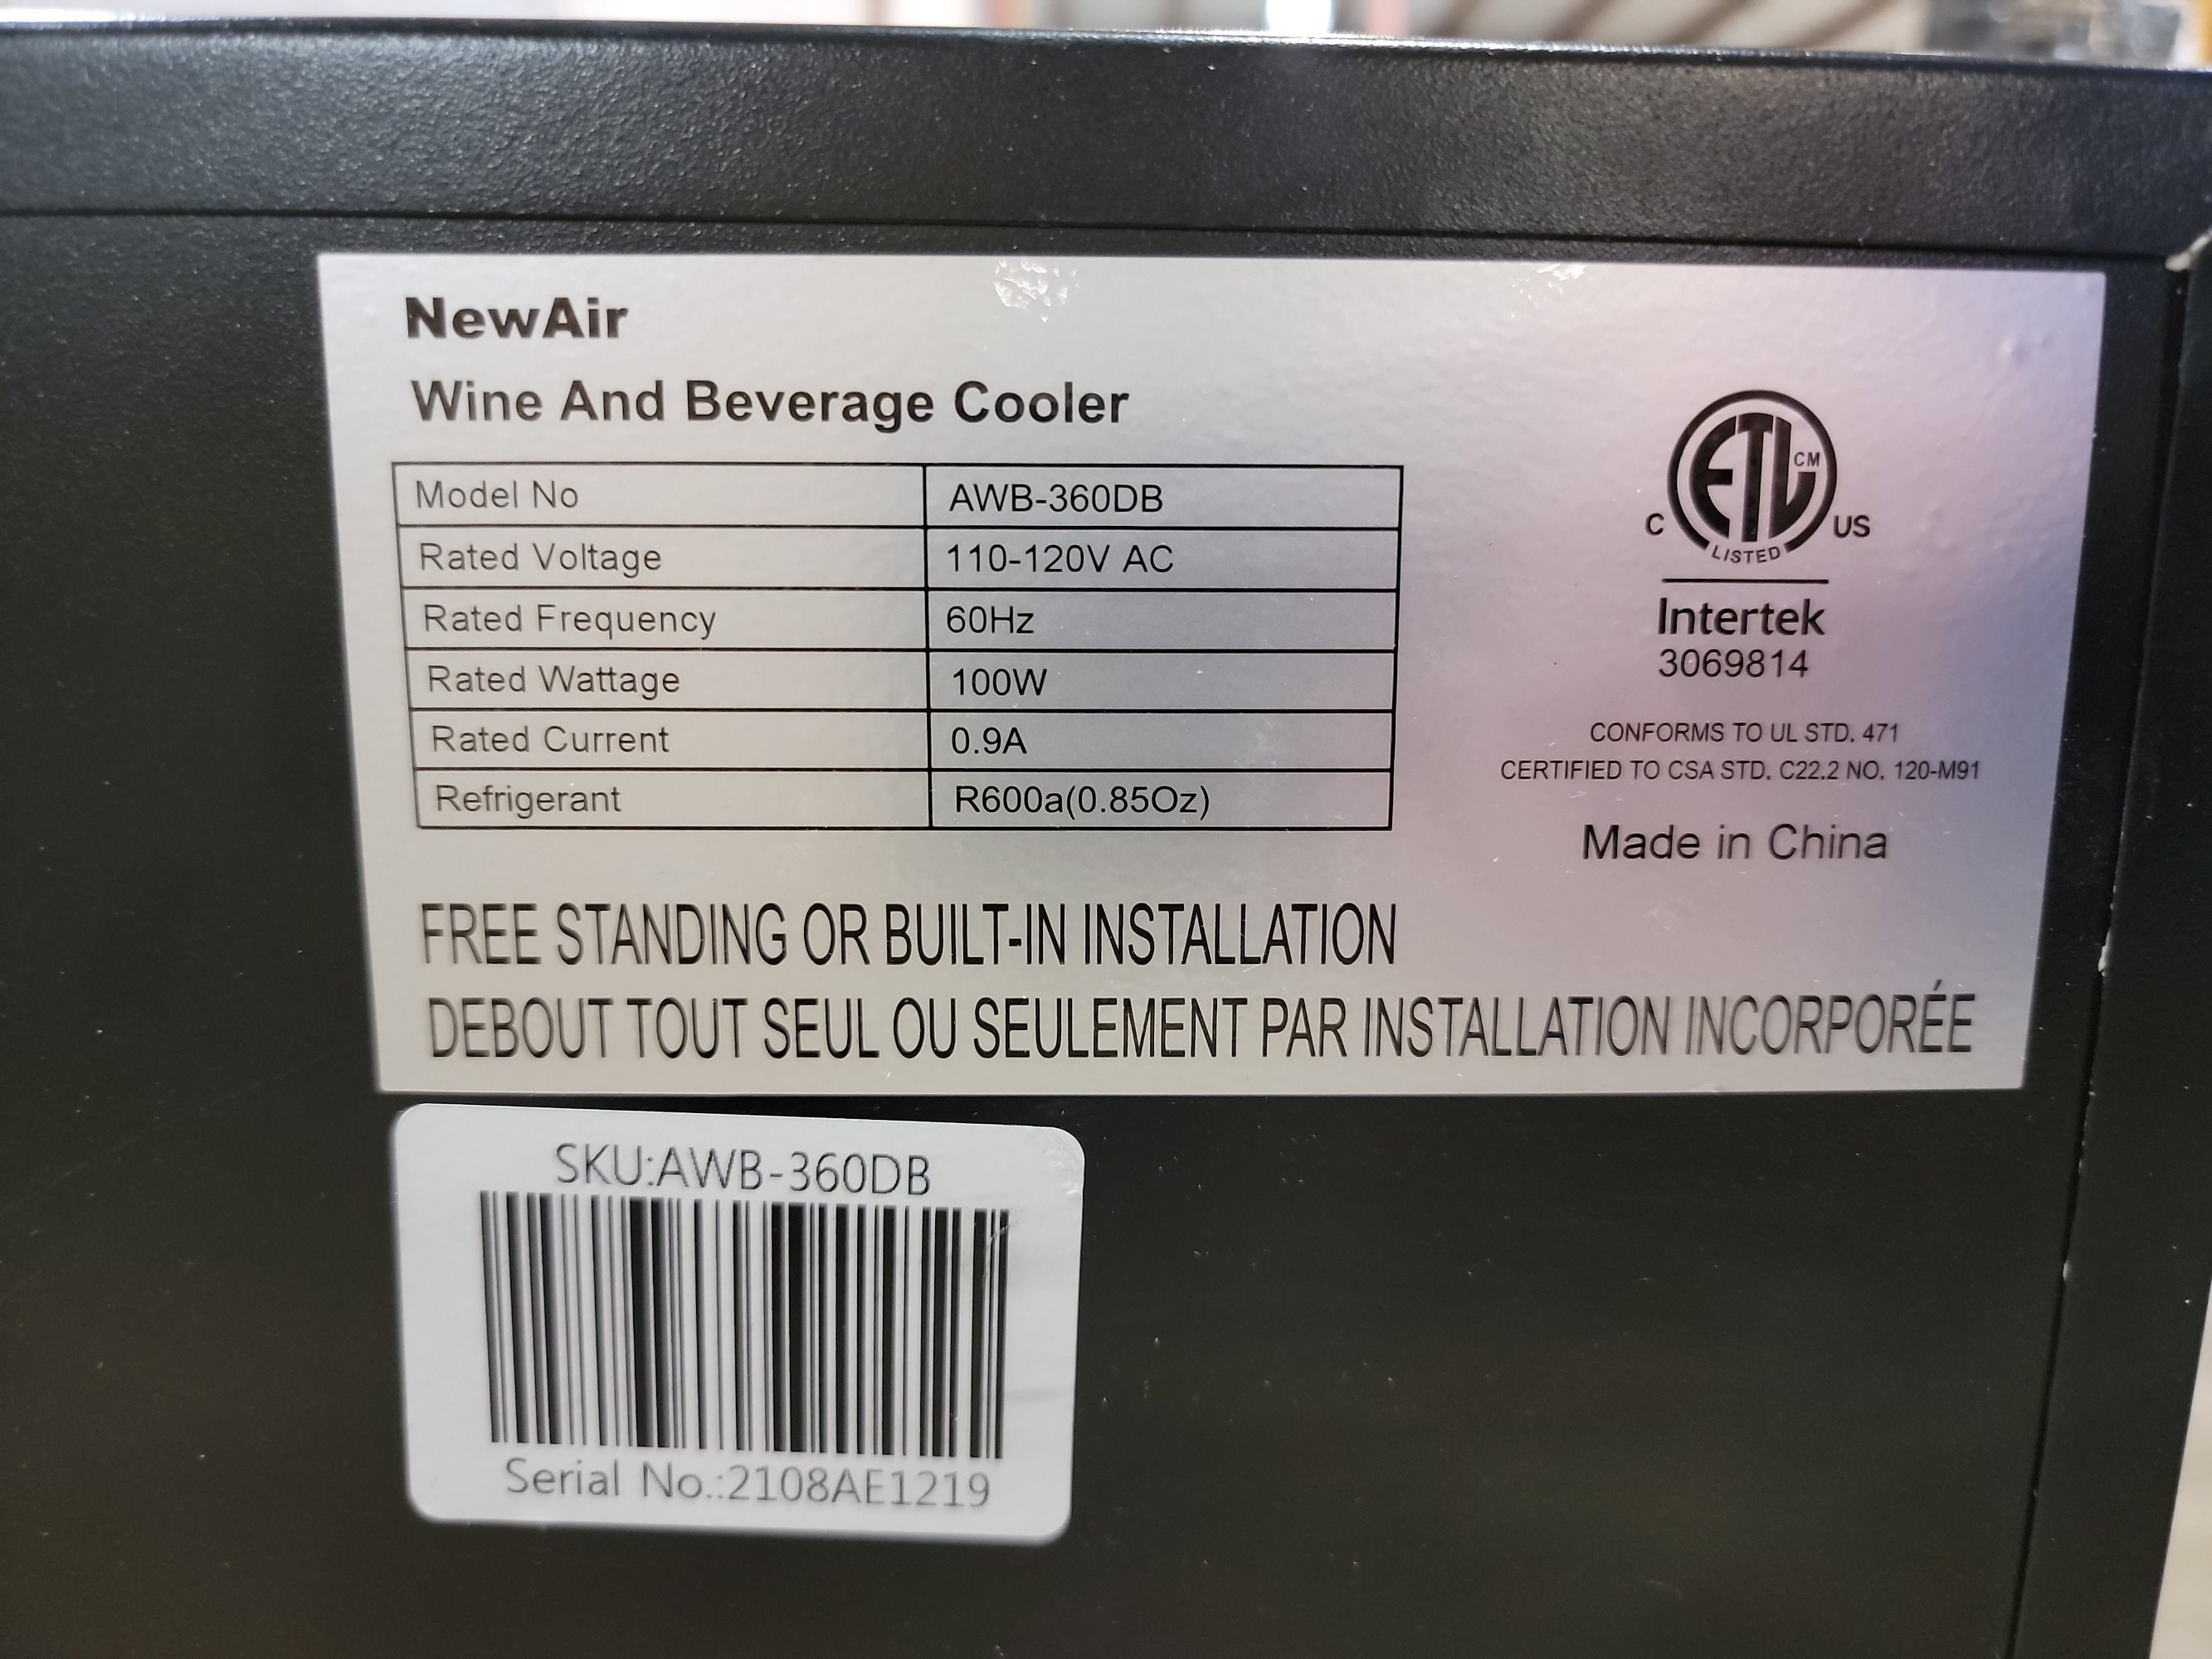 NewAir
Wine And Beverage Cooler
Model No AWB-360DB
Rated Voltage 110-120V AC
Rated Frequency 60Hz
Rated Wattage 100W
Rated Current 0.9A
Refrigerant R600a(0.85Oz)
ETL CM
C US
LISTED
Intertek
3069814
CONFORMS TO UL STD. 471
CERTIFIED TO CSA STD. C22.2 NO. 120-M91
Made in China
FREE STANDING OR BUILT-IN INSTALLATION
DEBOUT TOUT SEUL OU SEULEMENT PAR INSTALLATION INCORPORÉE
SKU:AWB-360DB
Serial No.:2108AE1219